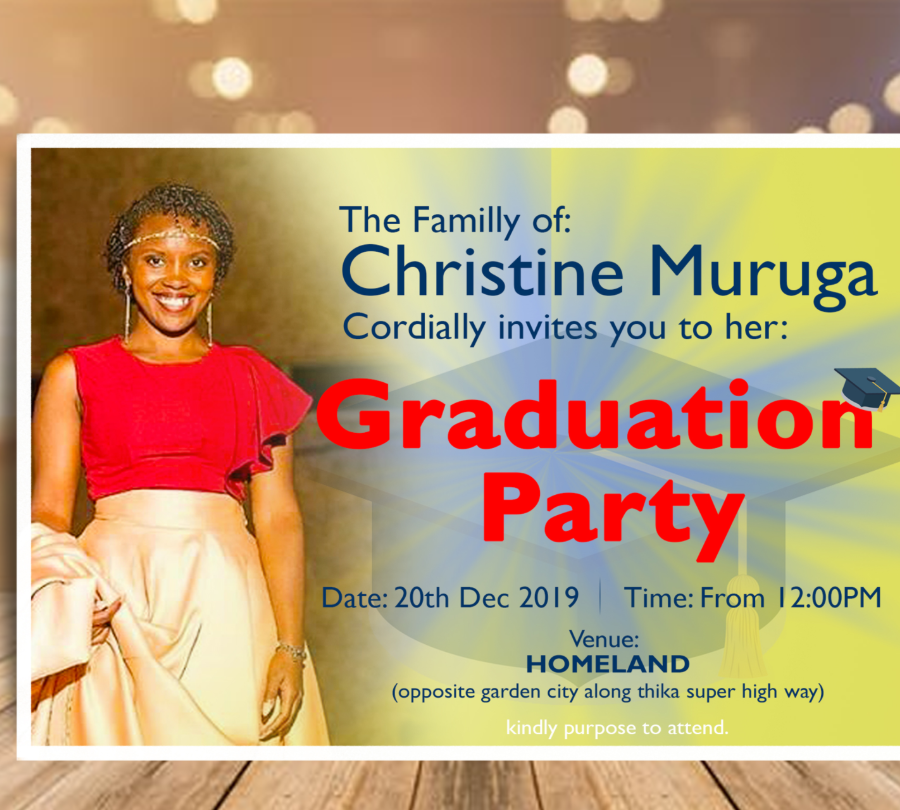 The Familly of:
Christine Muruga
Cordially invites you to her:
Graduation
Party
Date: 20th Dec 2019 | Time: From 12:00PM
Venue:
HOMELAND
(opposite garden city along thika super high way)
kindly purpose to attend.